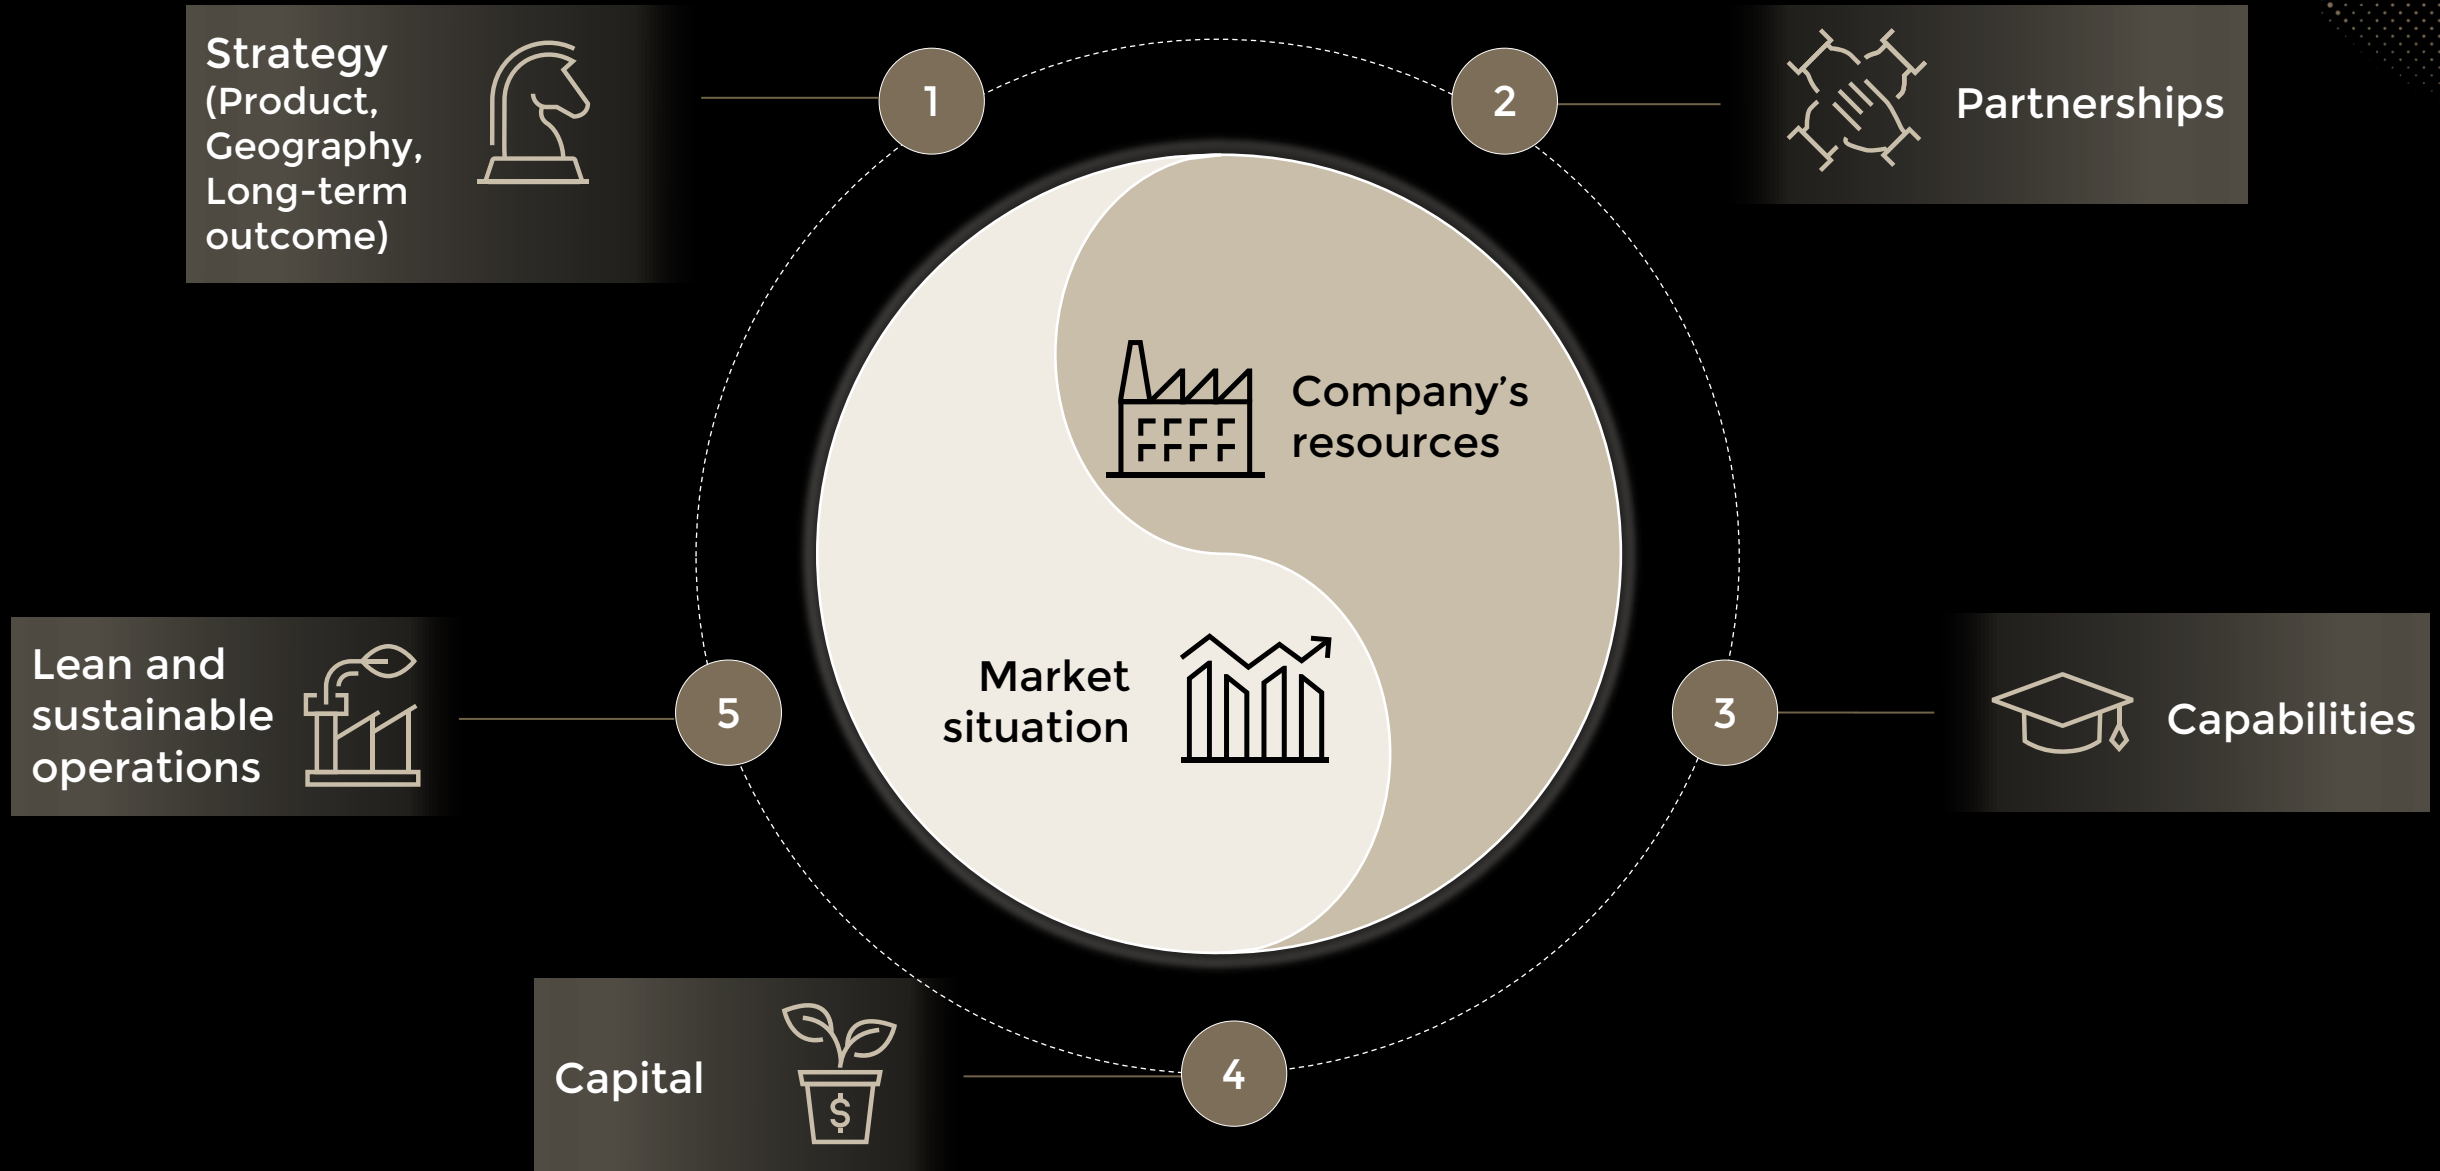 Strategy
(Product,
Geography,
Long-term
outcome)
1
2
Partnerships
Company’s
resources
Market
situation
Lean and
sustainable
operations
5
3
Capabilities
Capital
$
4